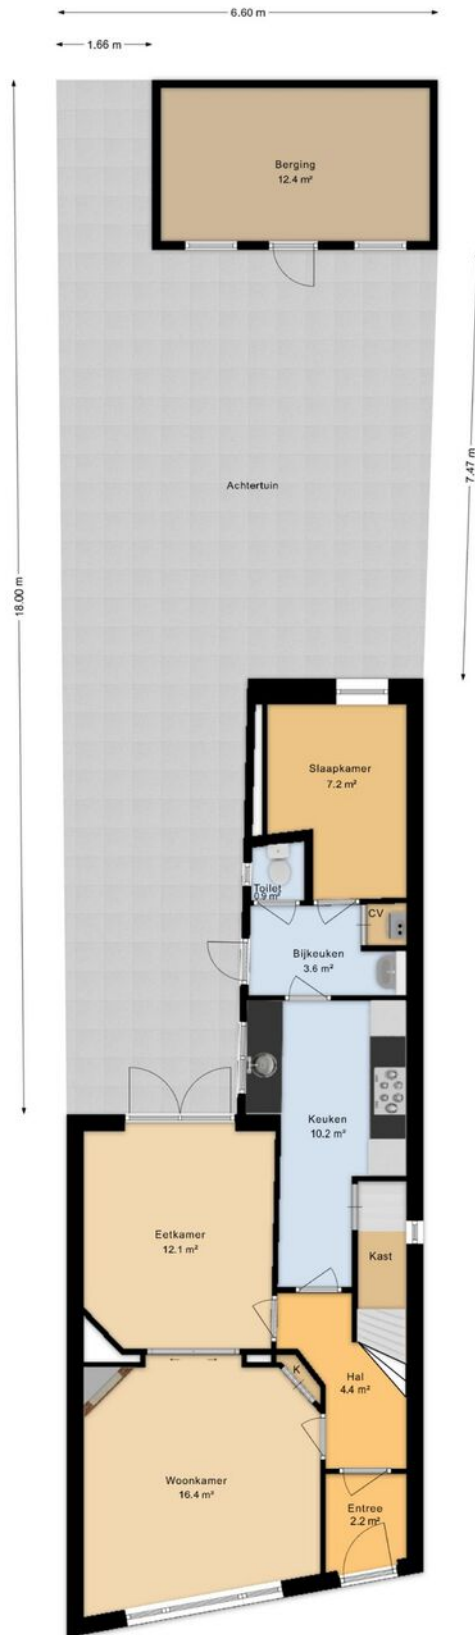 6.60 m
1.66 m
Berging
12.4 m²
7.47 m
Achtertuin
18.00 m
Slaapkamer
7.2 m²
Toilet
0.9 m²
CV
Bijkeuken
3.6 m²
Keuken
10.2 m²
Eetkamer
12.1 m²
Kast
K
Hal
4.4 m²
Woonkamer
16.4 m²
Entree
2.2 m²